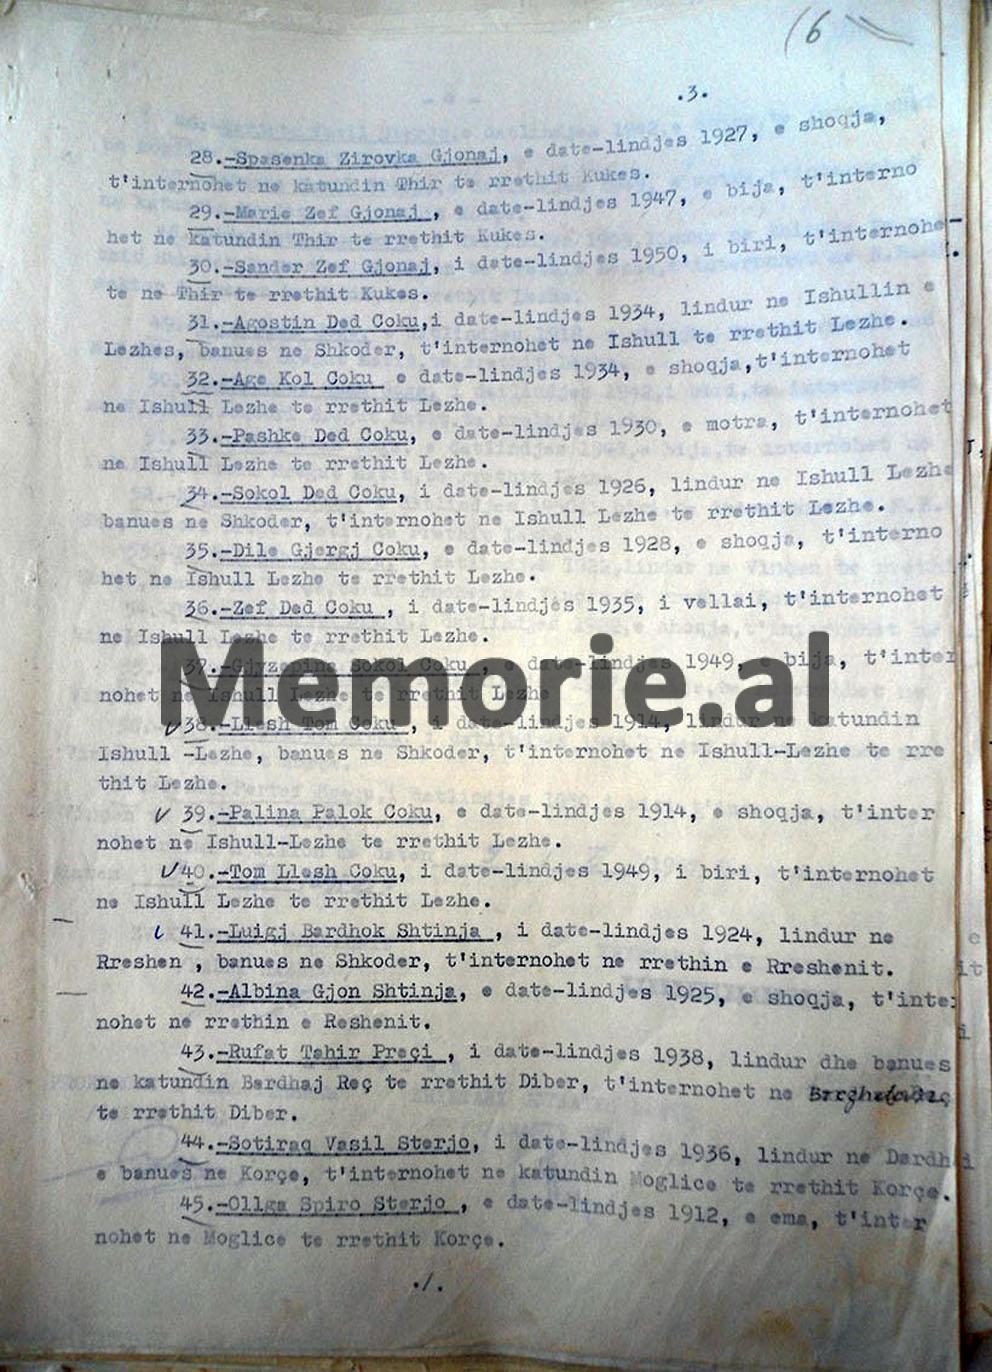 (6
.3.
28.-Spasenka Zirovka Gjonaj, e date-lindjes 1927, e shoqja,
t'internohet ne katundin Thir te rrethit Kukes.
29.-Marie Zef Gjonaj, e date-lindjes 1947, e bija, t'interno
het ne katundin Thir te rrethit Kukes.
30.-Sander Zef Gjonaj, i date-lindjes 1950, i biri, t'internohe-
te ne Thir te rrethit Kukes.
31.-Agostin Ded Coku,i date-lindjes 1934, lindur ne Ishullin e
Lezhes, banues ne Shkoder, t'internohet ne Ishull te rrethit Lezhe.
32.-Age Kol Coku e date-lindjes 1934, e shoqja,t'internohet
ne Ishull Lezhe te rrethit Lezhe.
33.-Pashke Ded Coku, e date-lindjes 1930, e motra, t'internohet
ne Ishull Lezhe te rrethit Lezhe.
34.-Sokol Ded Coku, i date-lindjes 1926, lindur ne Ishull Lezhe
banues ne Shkoder, t'internohet ne Ishull Lezhe te rrethit Lezhe.
35.-Dile Gjergj Coku, e date-lindjes 1928, e shoqja, t'interno
het ne Ishull Lezhe te rrethit Lezhe.
36.-Zef Ded Coku , i date-lindjes 1935, i vellai, t'internohet
ne Ishull Lezhe te rrethit Lezhe.
37.-Gjyzepina Sokol Coku , e date-lindjes 1949, e bija, t'inter
nohet ne Ishull Lezhe te rrethit Lezhe
Memorie.al
38.-Llesh Tom Coku , i date-lindjes 1914, lindur ne katundin
Ishull -Lezhe, banues ne Shkoder, t'internohet ne Ishull-Lezhe te rre
thit Lezhe.
39.-Palina Palok Coku, e date-lindjes 1914, e shoqja, t'inter
nohet ne Ishull-Lezhe te rrethit Lezhe.
40.-Tom Llesh Coku, i date-lindjes 1949, i biri, t'internohet
ne Ishull Lezhe te rrethit Lezhe.
41.-Luigj Bardhok Shtinja , i date-lindjes 1924, lindur ne
Rreshen , banues ne Shkoder, t'internohet ne rrethin e Rreshenit.
42.-Albina Gjon Shtinja, e date-lindjes 1925, e shoqja, t'inter
nohet ne rrethin e Reshenit.
43.-Rufat Tahir Preçi , i date-lindjes 1938, lindur dhe banues
ne katundin Bardhaj Reç te rrethit Diber, t'internohet ne
te rrethit Diber.
44.-Sotiraq Vasil Sterjo, i date-lindjes 1936, lindur ne Dardh
e banues ne Korçe, t'internohet ne katundin Moglice te rrethit Korçe.
45.-Ollga Spiro Sterjo , e date-lindjes 1912, e ema, t'inter
nohet ne Moglice te rrethit Korçe.
./.